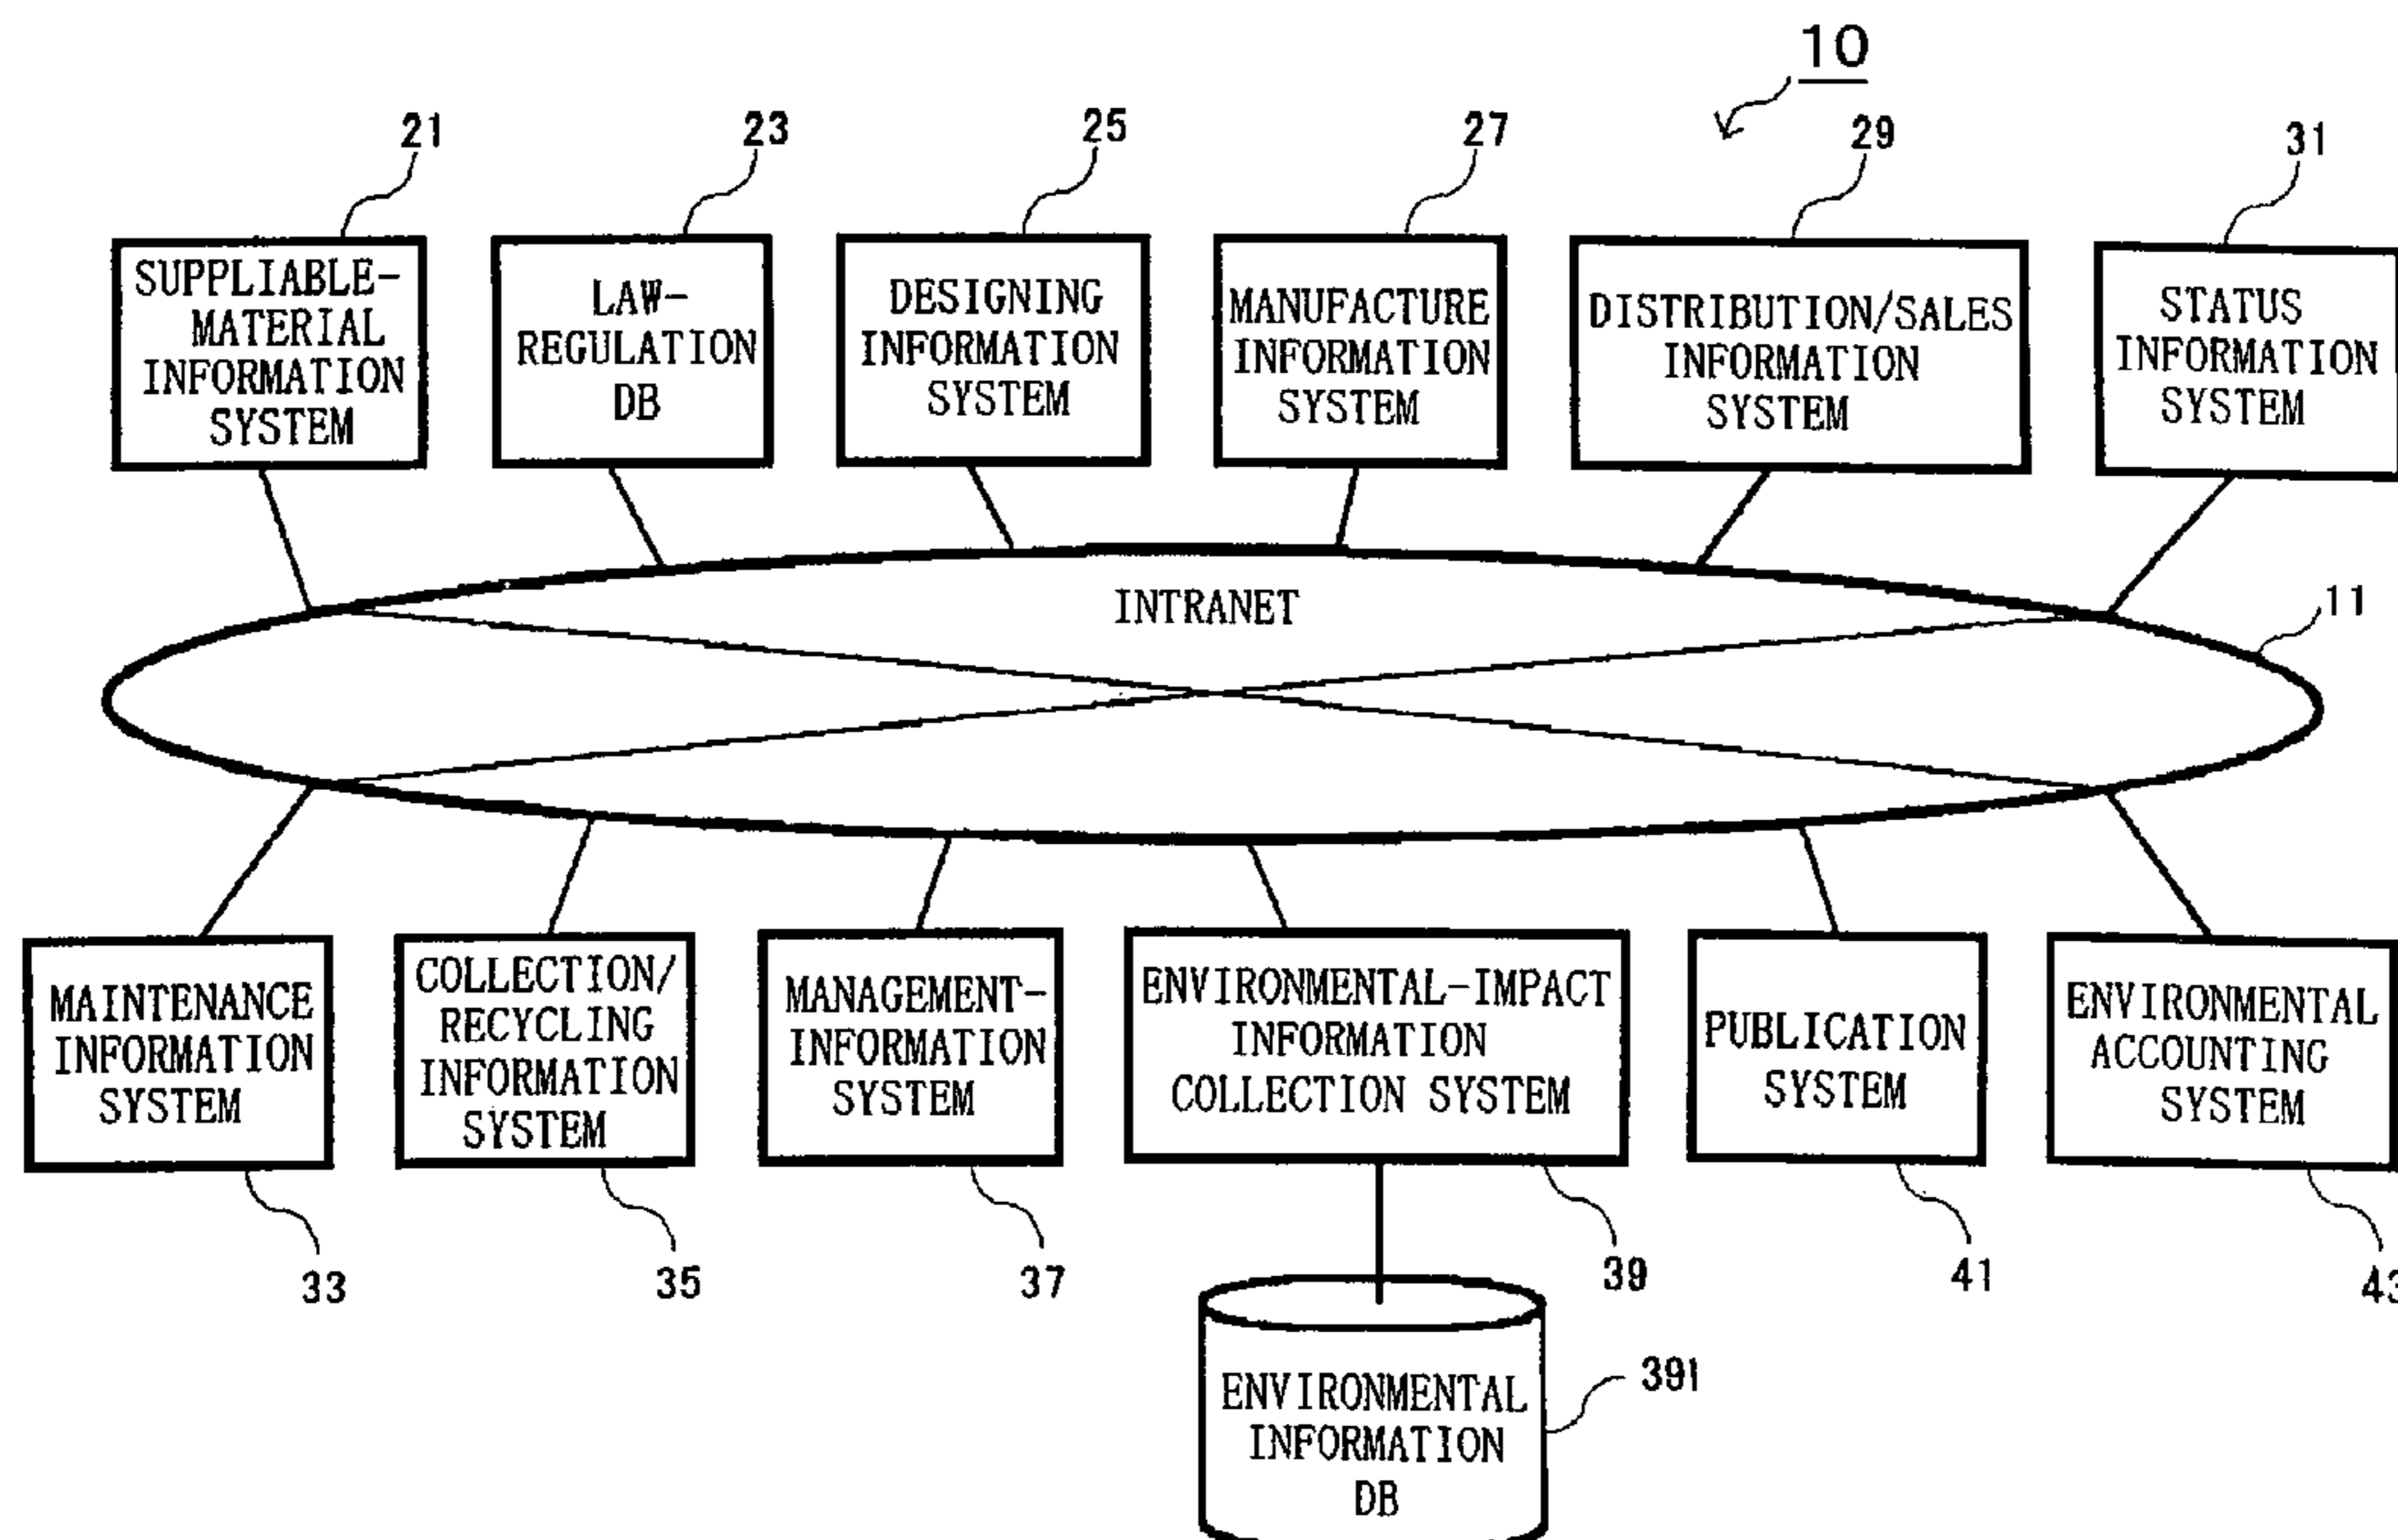 10
21
23
25
27
29
31
SUPPLIABLE-
MATERIAL
INFORMATION
SYSTEM
LAW-
REGULATION
DB
DESIGNING
INFORMATION
SYSTEM
MANUFACTURE
INFORMATION
SYSTEM
DISTRIBUTION/SALES
INFORMATION
SYSTEM
STATUS
INFORMATION
SYSTEM
INTRANET
11
MAINTENANCE
INFORMATION
SYSTEM
COLLECTION/
RECYCLING
INFORMATION
SYSTEM
MANAGEMENT-
INFORMATION
SYSTEM
ENVIRONMENTAL-IMPACT
INFORMATION
COLLECTION SYSTEM
PUBLICATION
SYSTEM
ENVIRONMENTAL
ACCOUNTING
SYSTEM
33
35
37
39
41
43
391
ENVIRONMENTAL
INFORMATION
DB